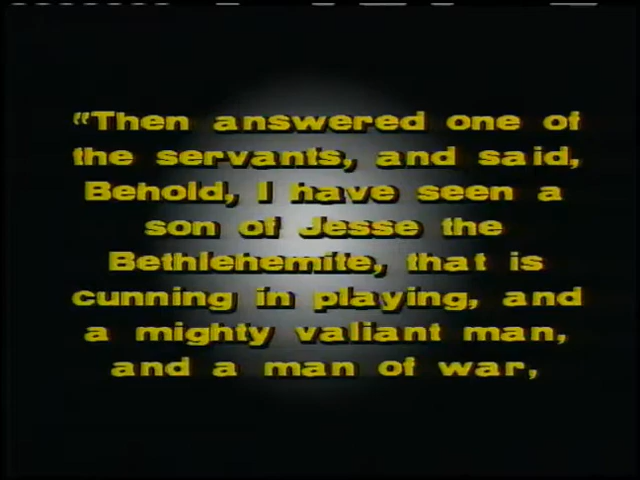 “Then answered one of
the servants, and said,
Behold, I have seen a
son of Jesse the
Bethlehemite, that is
cunning in playing, and
a mighty valiant man,
and a man of war,